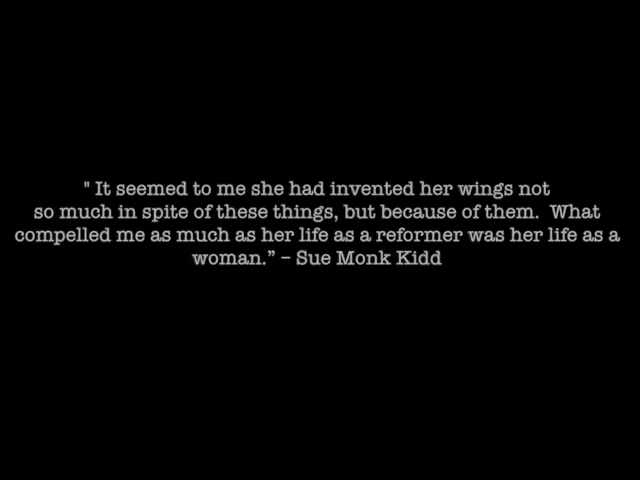 " It seemed to me she had invented her wings not
so much in spite of these things, but because of them.  What
compelled me as much as her life as a reformer was her life as a
woman.” – Sue Monk Kidd